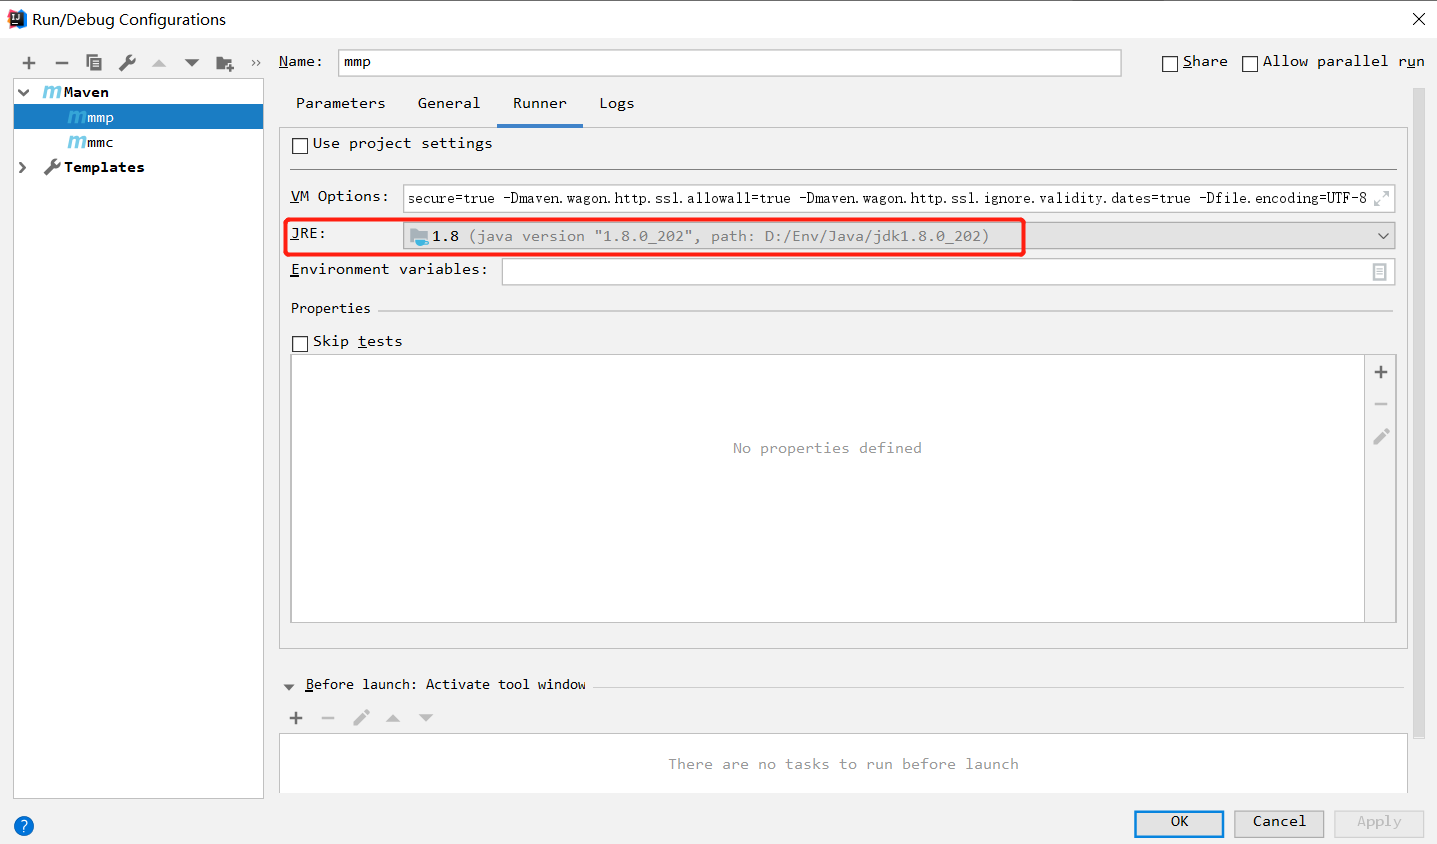 Run/Debug Configurations
Name: mmp
Share
Allow parallel run
Maven
mmp
mmc
Templates
Parameters
General
Runner
Logs
Use project settings
VM Options: secure=true -Dmaven.wagon.http.ssl.allowall=true -Dmaven.wagon.http.ssl.ignore.validity.dates=true -Dfile.encoding=UTF-8
JRE: 1.8 (java version "1.8.0_202", path: D:/Env/Java/jdk1.8.0_202)
Environment variables:
Properties
Skip tests
No properties defined
Before launch: Activate tool window
There are no tasks to run before launch
?
OK
Cancel
Apply